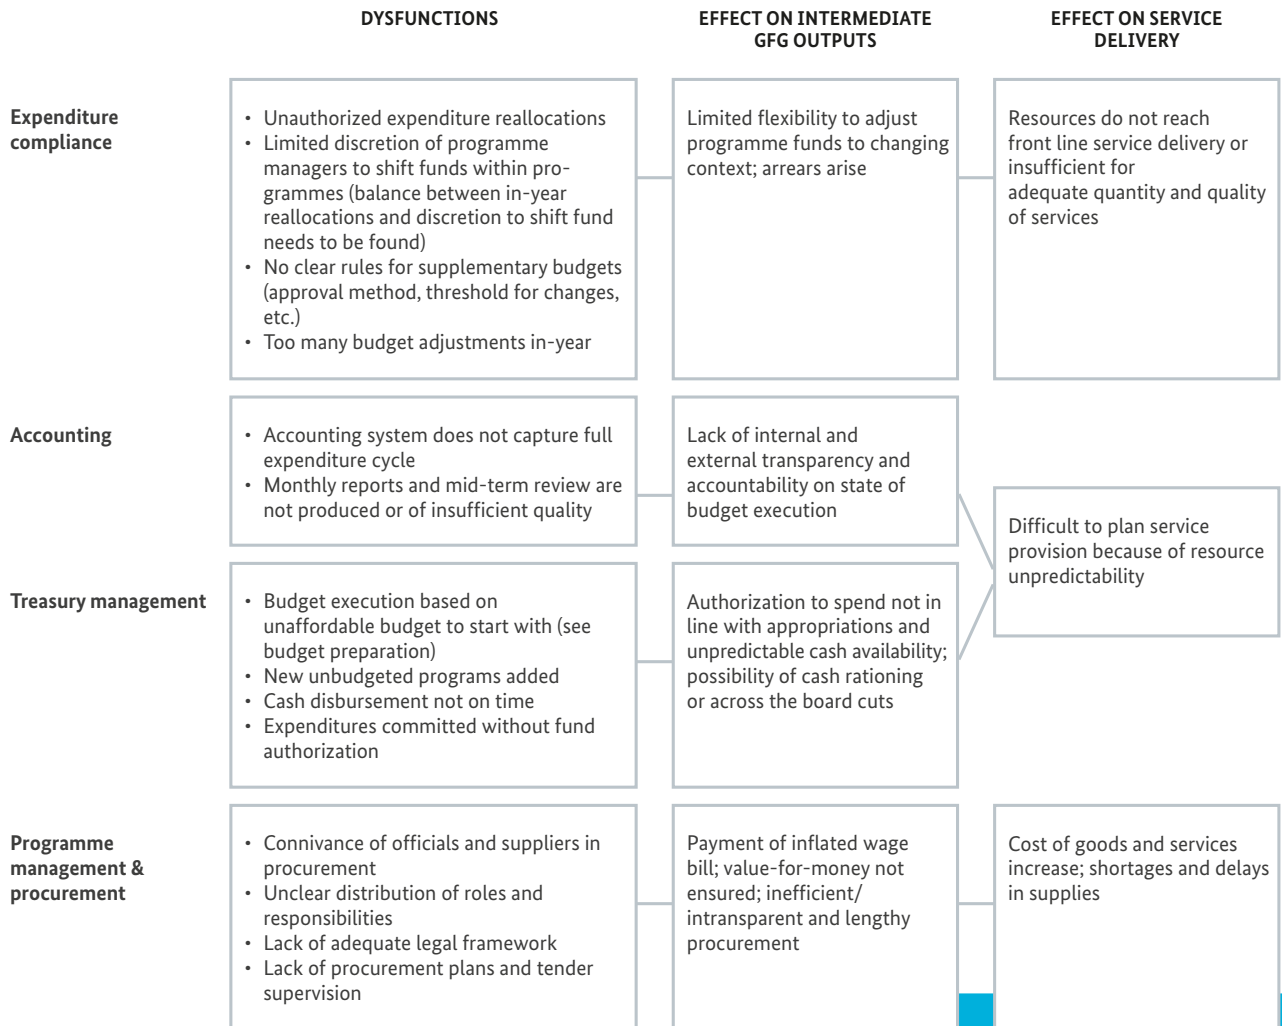 DYSFUNCTIONS
EFFECT ON INTERMEDIATE
GFG OUTPUTS
EFFECT ON SERVICE
DELIVERY
Expenditure
compliance
• Unauthorized expenditure reallocations
• Limited discretion of programme
managers to shift funds within pro-
grammes (balance between in-year
reallocations and discretion to shift fund
needs to be found)
• No clear rules for supplementary budgets
(approval method, threshold for changes,
etc.)
• Too many budget adjustments in-year
Limited flexibility to adjust
programme funds to changing
context; arrears arise
Resources do not reach
front line service delivery or
insufficient for
adequate quantity and quality
of services
Accounting
• Accounting system does not capture full
expenditure cycle
• Monthly reports and mid-term review are
not produced or of insufficient quality
Lack of internal and
external transparency and
accountability on state of
budget execution
Difficult to plan service
provision because of resource
unpredictability
Treasury management
• Budget execution based on
unaffordable budget to start with (see
budget preparation)
• New unbudgeted programs added
• Cash disbursement not on time
• Expenditures committed without fund
authorization
Authorization to spend not in
line with appropriations and
unpredictable cash availability;
possibility of cash rationing
or across the board cuts
Programme
management &
procurement
• Connivance of officials and suppliers in
procurement
• Unclear distribution of roles and
responsibilities
• Lack of adequate legal framework
• Lack of procurement plans and tender
supervision
Payment of inflated wage
bill; value-for-money not
ensured; inefficient/
intransparent and lengthy
procurement
Cost of goods and services
increase; shortages and delays
in supplies